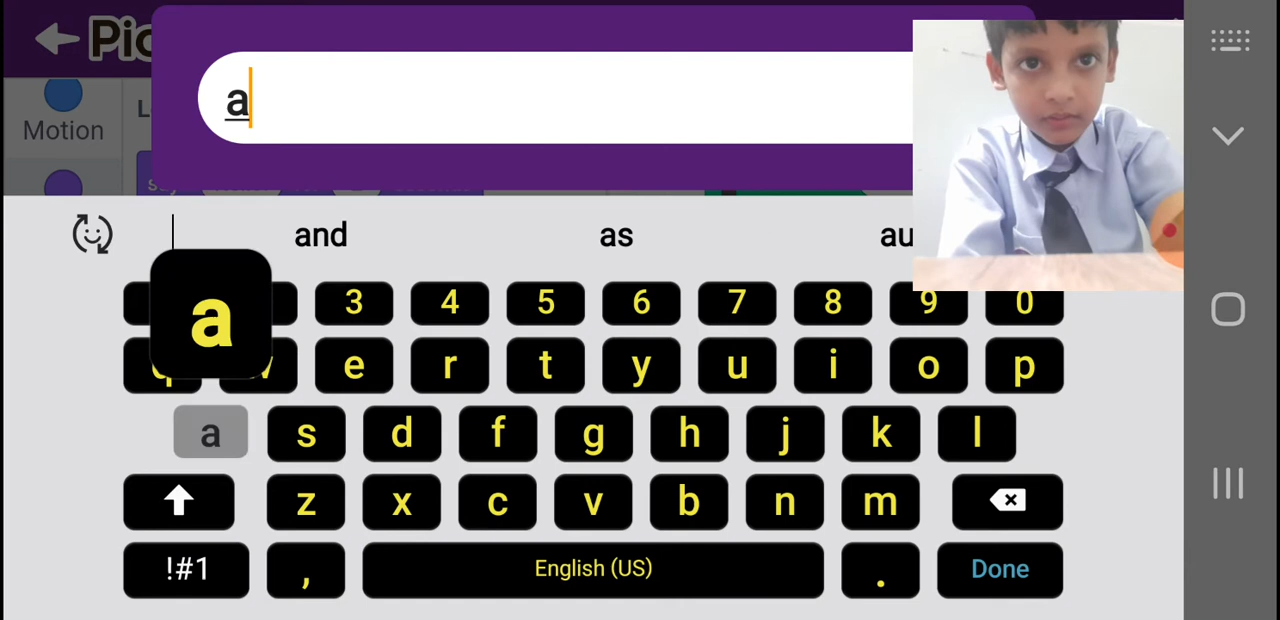 Pic
a
Motion
L
and as au
a
3 4 5 6 7 8 9 0
q w e r t y u i o p
a s d f g h j k l
z x c v b n m
!#1 , English (US) . Done